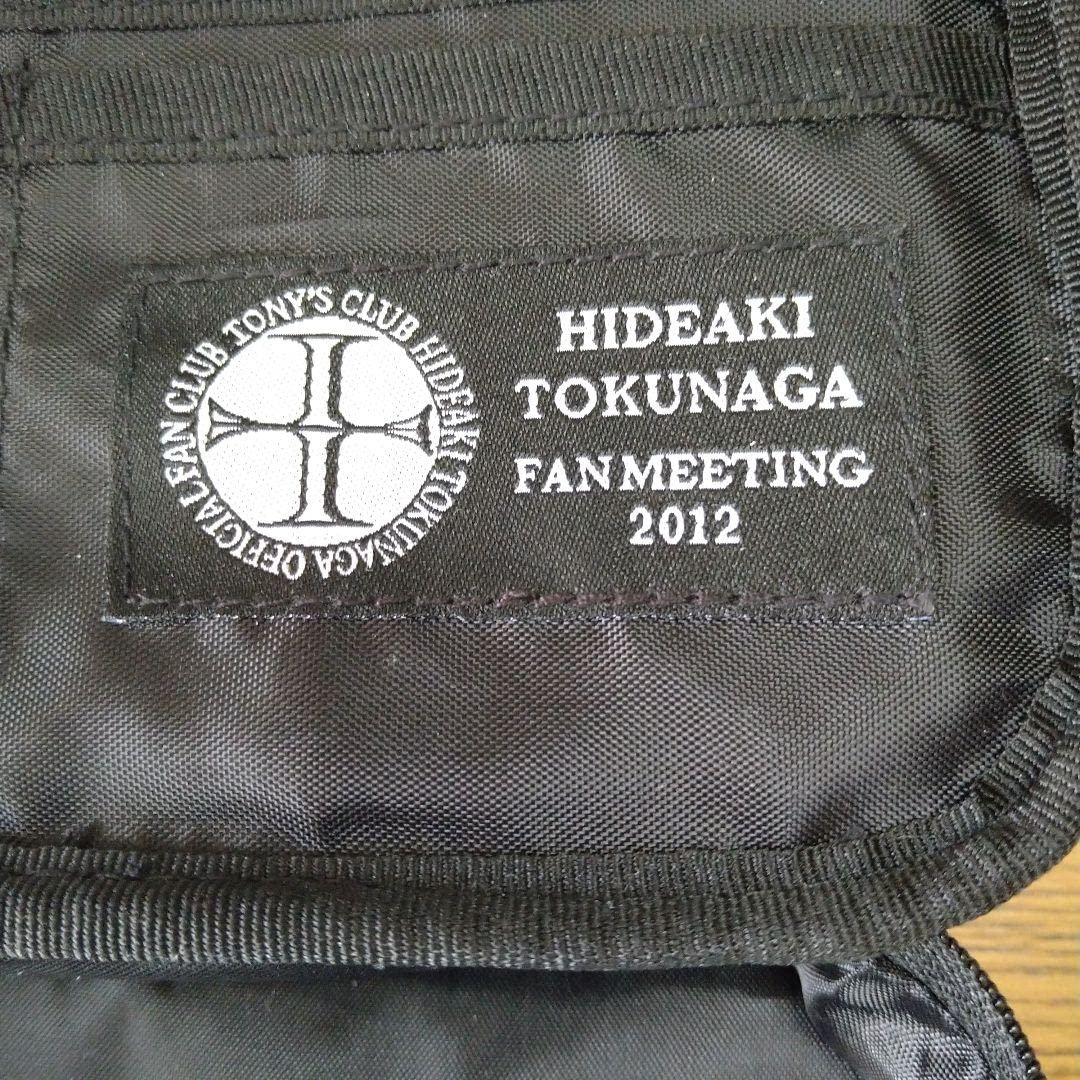 TONY'S CLUB HIDEAKI TOKUNAGA OFFICIAL FAN CLUB
HIDEAKI
TOKUNAGA
FAN MEETING
2012